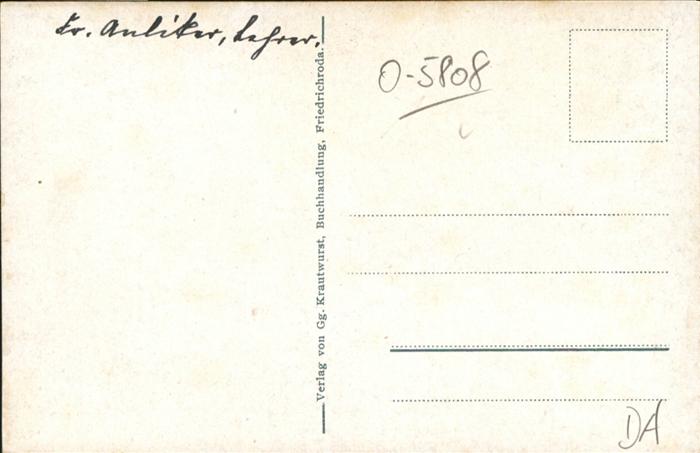 Fr. Anliker, Lehrer.
Verlag von Gg. Krautwurst, Buchhandlung, Friedrichroda.
O-5808
DA